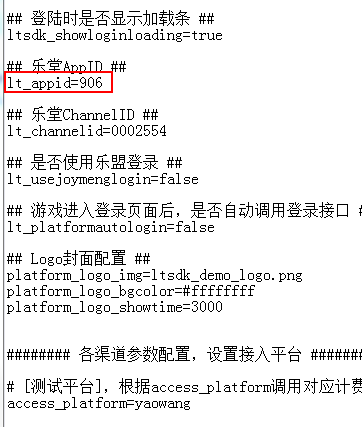 ## 登陆时是否显示加载条 ##
ltsdk_showloginloading=true
## 乐堂AppID ##
lt_appid=906
## 乐堂ChannelID ##
lt_channelid=0002554
## 是否使用乐盟登录 ##
lt_usejoymenglogin=false
## 游戏进入登录页面后，是否自动调用登录接口 #
lt_platformautologin=false
## Logo封面配置 ##
platform_logo_img=ltsdk_demo_logo.png
platform_logo_bgcolor=#ffffffff
platform_logo_showtime=3000
######## 各渠道参数配置，设置接入平台 #######
# [测试平台]，根据access_platform调用对应计费
access_platform=yaowang